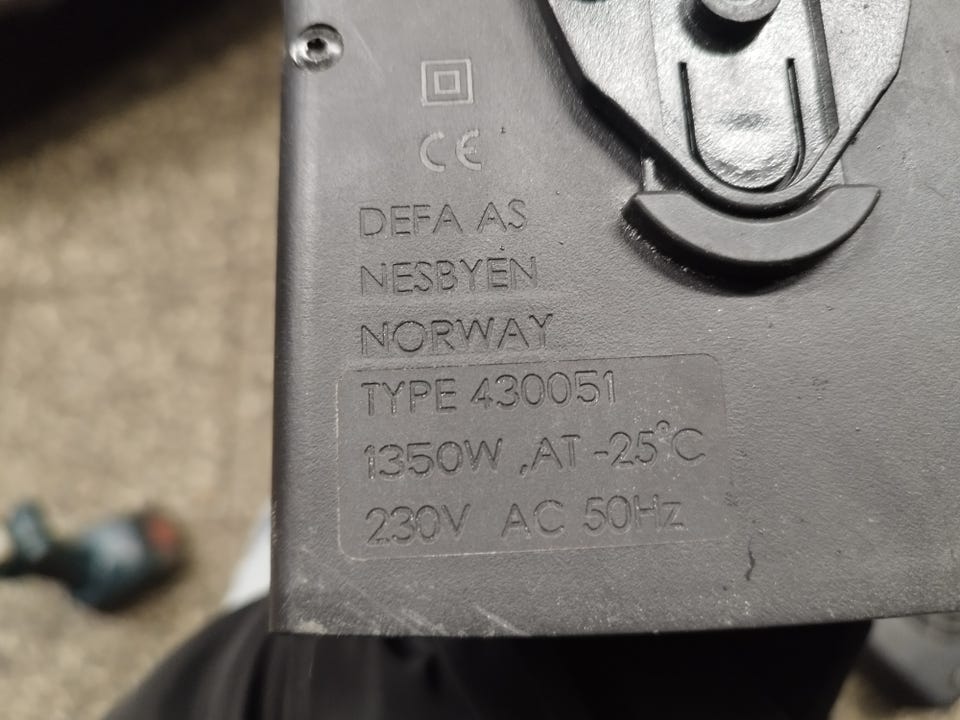 CE
DEFA AS
NESBYEN
NORWAY
TYPE 430051
1350W ,AT -25°C
230V AC 50Hz